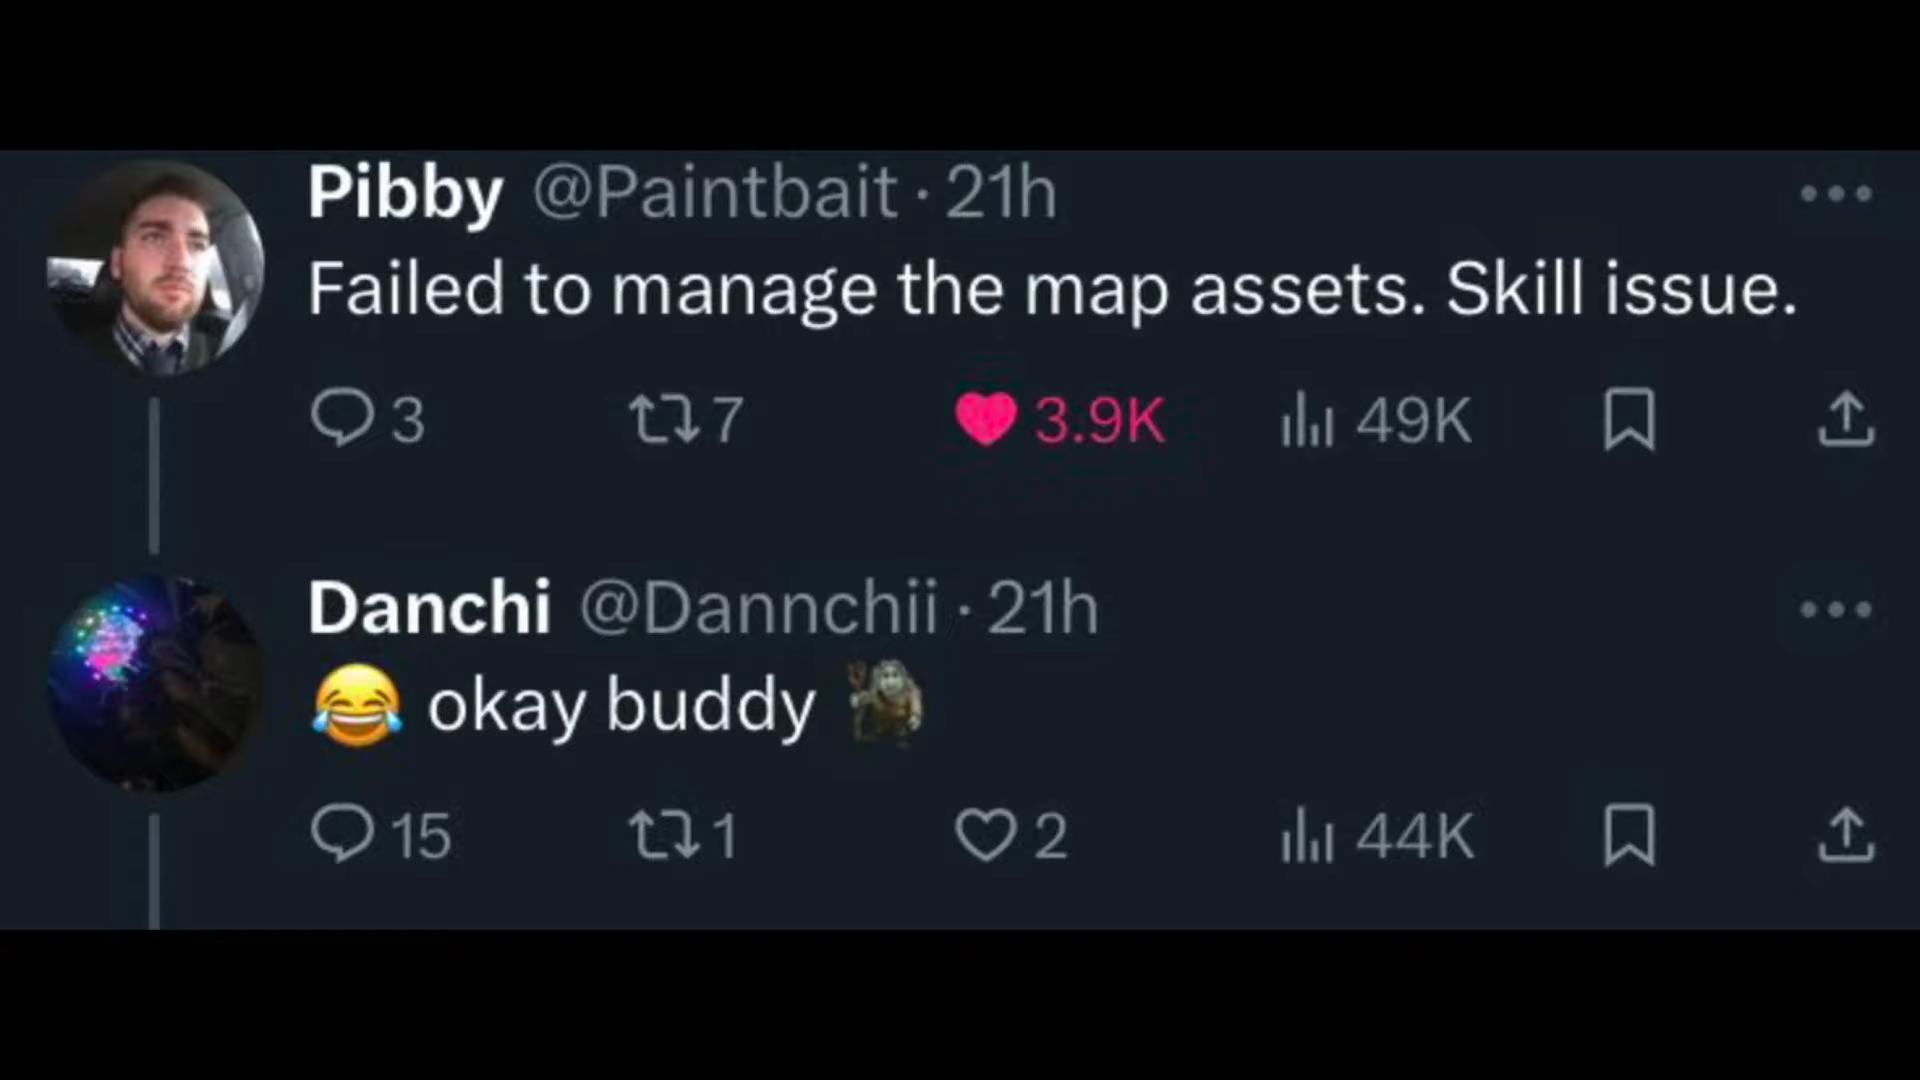 Pibby @Paintbait · 21h
Failed to manage the map assets. Skill issue.
3 7 3.9K 49K
Danchi @Dannchii · 21h
😂 okay buddy
15 1 2 44K